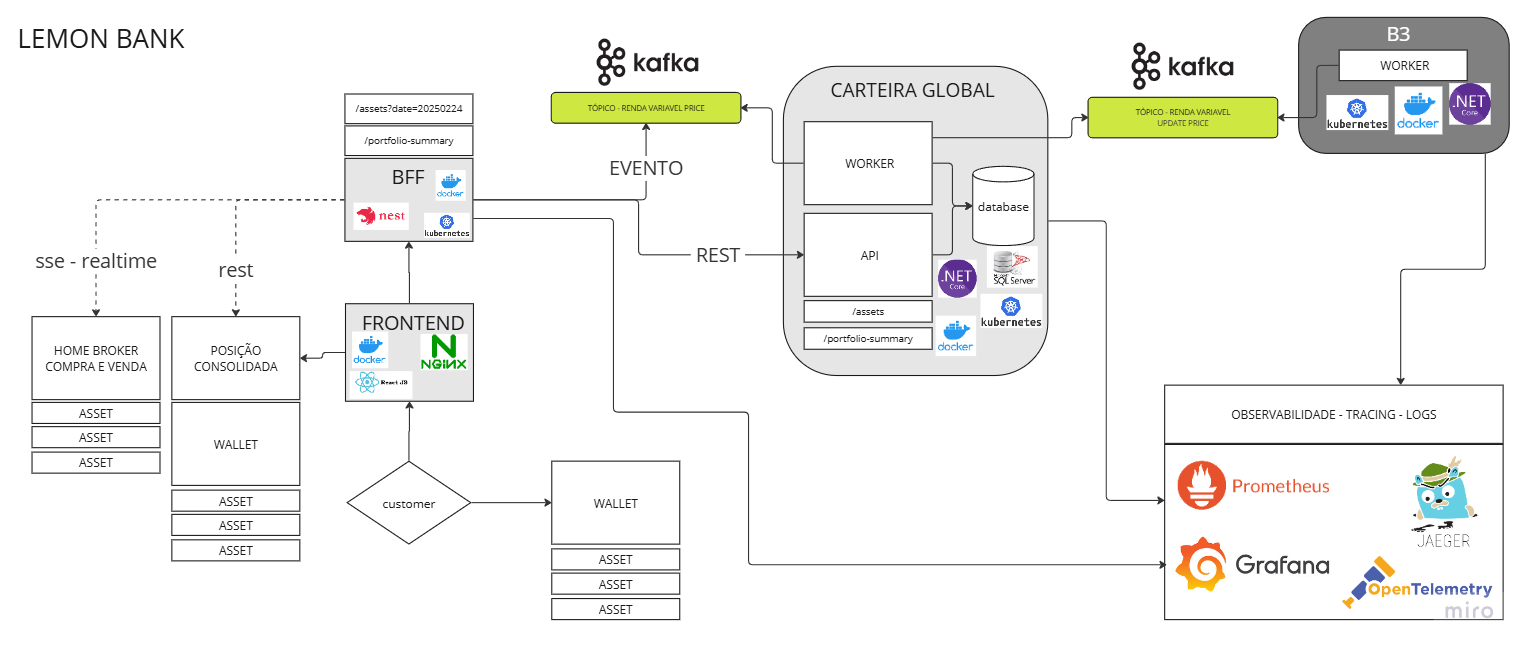 LEMON BANK
/assets?date=20250224
/portfolio-summary
BFF
docker
nest
kubernetes
sse - realtime
rest
HOME BROKER
COMPRA E VENDA
ASSET
ASSET
ASSET
POSIÇÃO
CONSOLIDADA
WALLET
ASSET
ASSET
ASSET
FRONTEND
docker
NGINX
React JS
customer
WALLET
ASSET
ASSET
ASSET
kafka
TÓPICO - RENDA VARIAVEL PRICE
EVENTO
REST
CARTEIRA GLOBAL
WORKER
database
API
.NET
Core
SQL Server
/assets
kubernetes
/portfolio-summary
docker
kafka
TÓPICO - RENDA VARIAVEL
UPDATE PRICE
B3
WORKER
kubernetes
docker
.NET
Core
OBSERVABILIDADE - TRACING - LOGS
Prometheus
JAEGER
Grafana
OpenTelemetry
miro